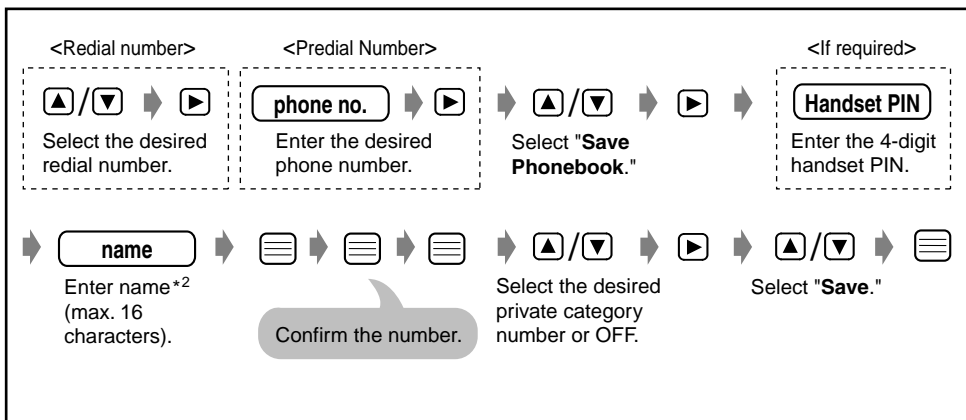 <Redial number>
<Predial Number>
<If required>
/
phone no.
/
Handset PIN
Select the desired
redial number.
Enter the desired
phone number.
Select "Save
Phonebook."
Enter the 4-digit
handset PIN.
name
/
/
Enter name*2
(max. 16
characters).
Confirm the number.
Select the desired
private category
number or OFF.
Select "Save."